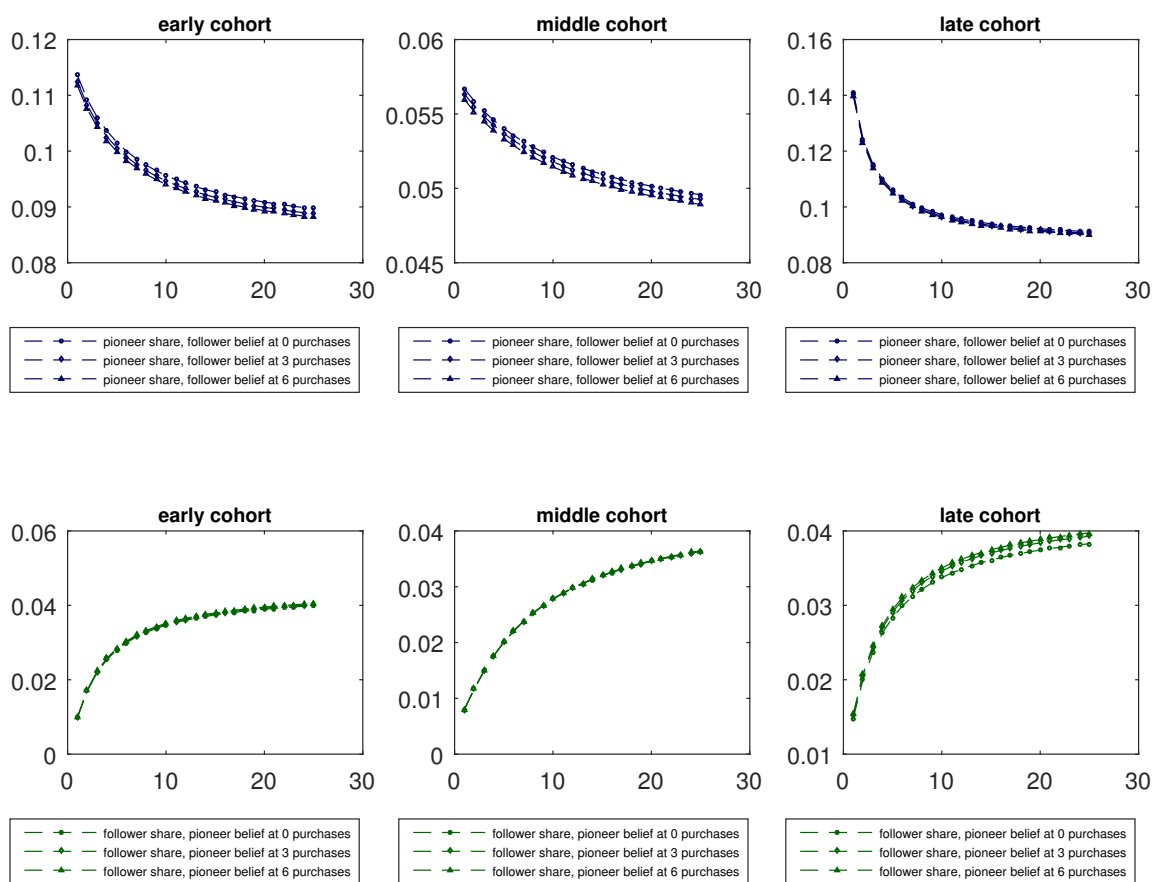 early cohort
0.12
0.11
0.1
0.09
0.08
0 10 20 30
pioneer share, follower belief at 0 purchases
pioneer share, follower belief at 3 purchases
pioneer share, follower belief at 6 purchases
middle cohort
0.06
0.055
0.05
0.045
0 10 20 30
pioneer share, follower belief at 0 purchases
pioneer share, follower belief at 3 purchases
pioneer share, follower belief at 6 purchases
late cohort
0.16
0.14
0.12
0.1
0.08
0 10 20 30
pioneer share, follower belief at 0 purchases
pioneer share, follower belief at 3 purchases
pioneer share, follower belief at 6 purchases
early cohort
0.06
0.04
0.02
0
0 10 20 30
follower share, pioneer belief at 0 purchases
follower share, pioneer belief at 3 purchases
follower share, pioneer belief at 6 purchases
middle cohort
0.04
0.03
0.02
0.01
0
0 10 20 30
follower share, pioneer belief at 0 purchases
follower share, pioneer belief at 3 purchases
follower share, pioneer belief at 6 purchases
late cohort
0.04
0.03
0.02
0.01
0 10 20 30
follower share, pioneer belief at 0 purchases
follower share, pioneer belief at 3 purchases
follower share, pioneer belief at 6 purchases